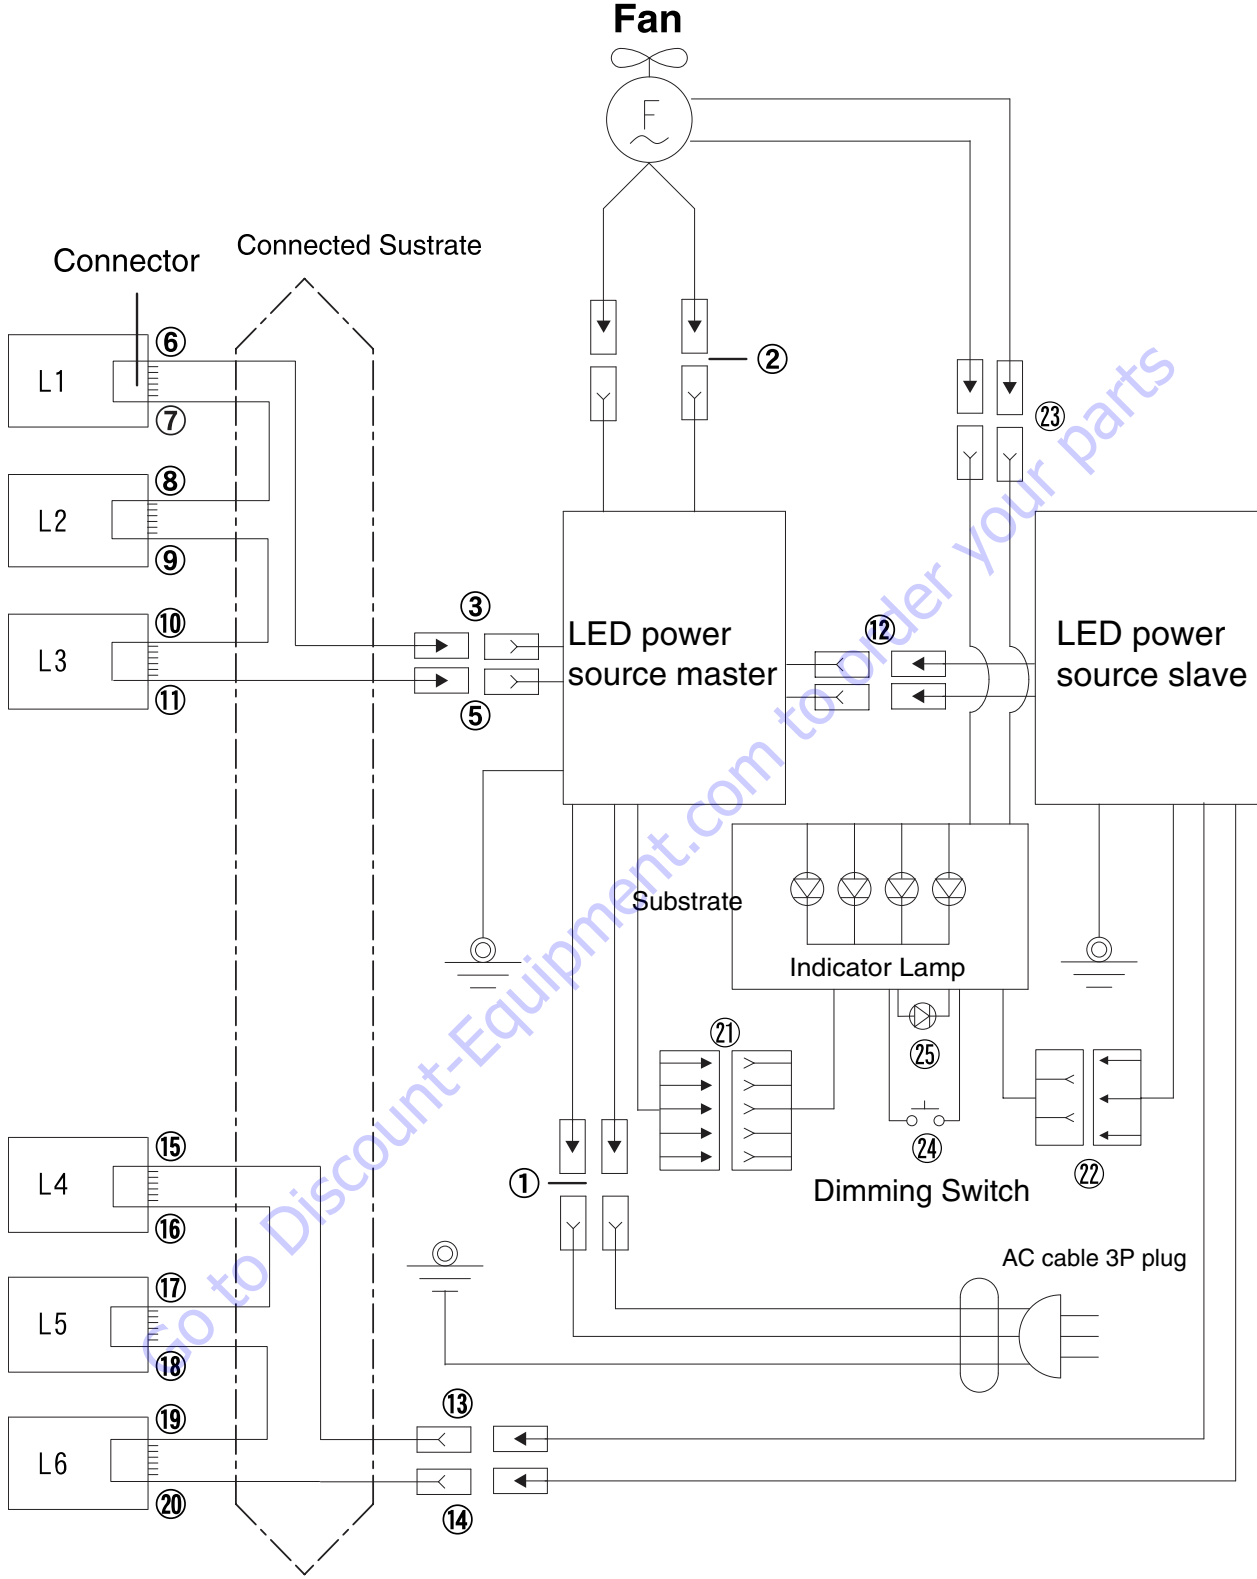 Fan
F
Connector
Connected Sustrate
⑥
L1
⑦
②
㉓
⑧
L2
⑨
③
⑩
L3
⑪
⑤
LED power
source master
⑫
LED power
source slave
Substrate
Indicator Lamp
㉑
㉕
㉔
㉒
Dimming Switch
①
AC cable 3P plug
⑮
L4
⑯
⑰
L5
⑱
⑲
L6
⑳
⑬
⑭
Go to Discount-Equipment.com to order your parts